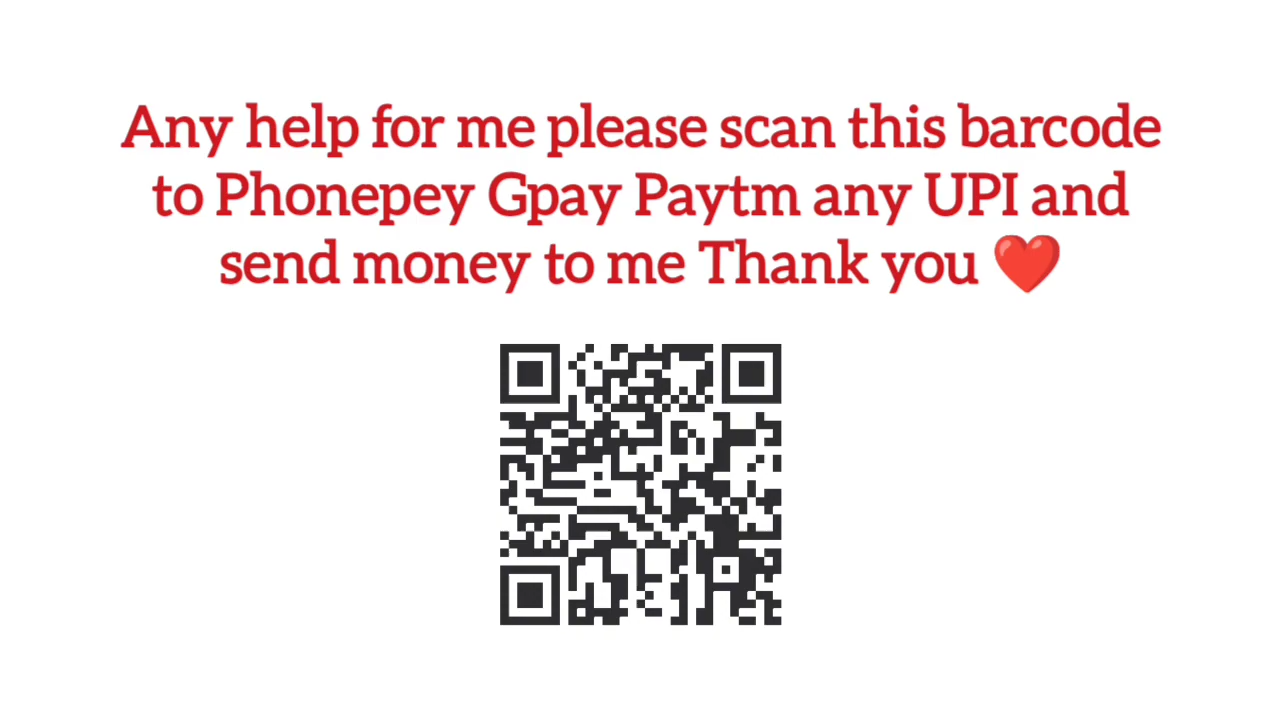 Any help for me please scan this barcode
to Phonepey Gpay Paytm any UPI and
send money to me Thank you ❤️